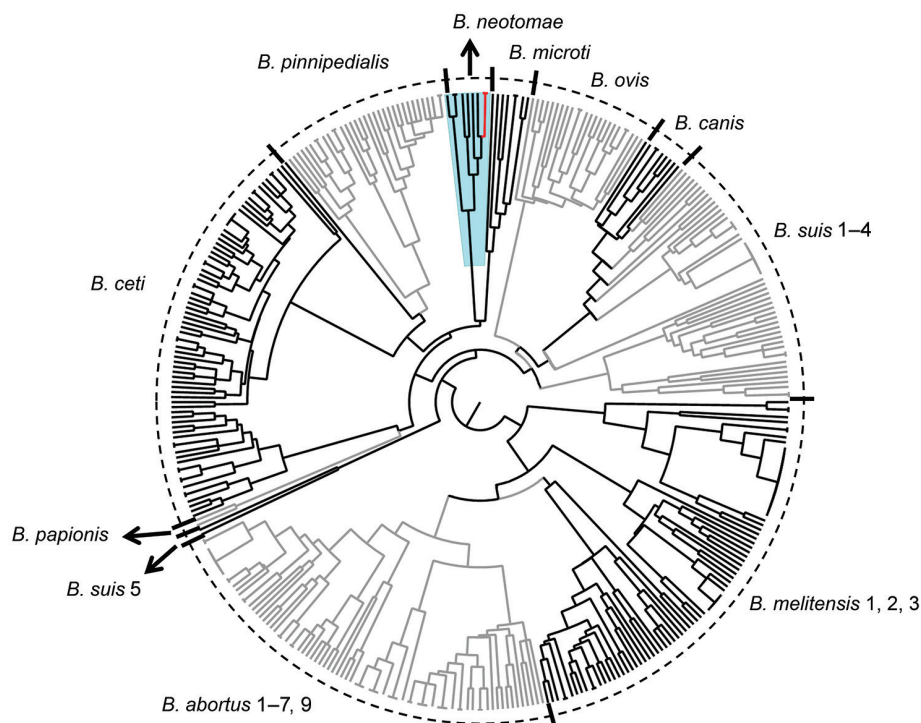 B. neotomae
B. microti
B. pinnipedialis
B. ovis
B. canis
B. suis 1–4
B. ceti
B. papionis
B. suis 5
B. melitensis 1, 2, 3
B. abortus 1–7, 9